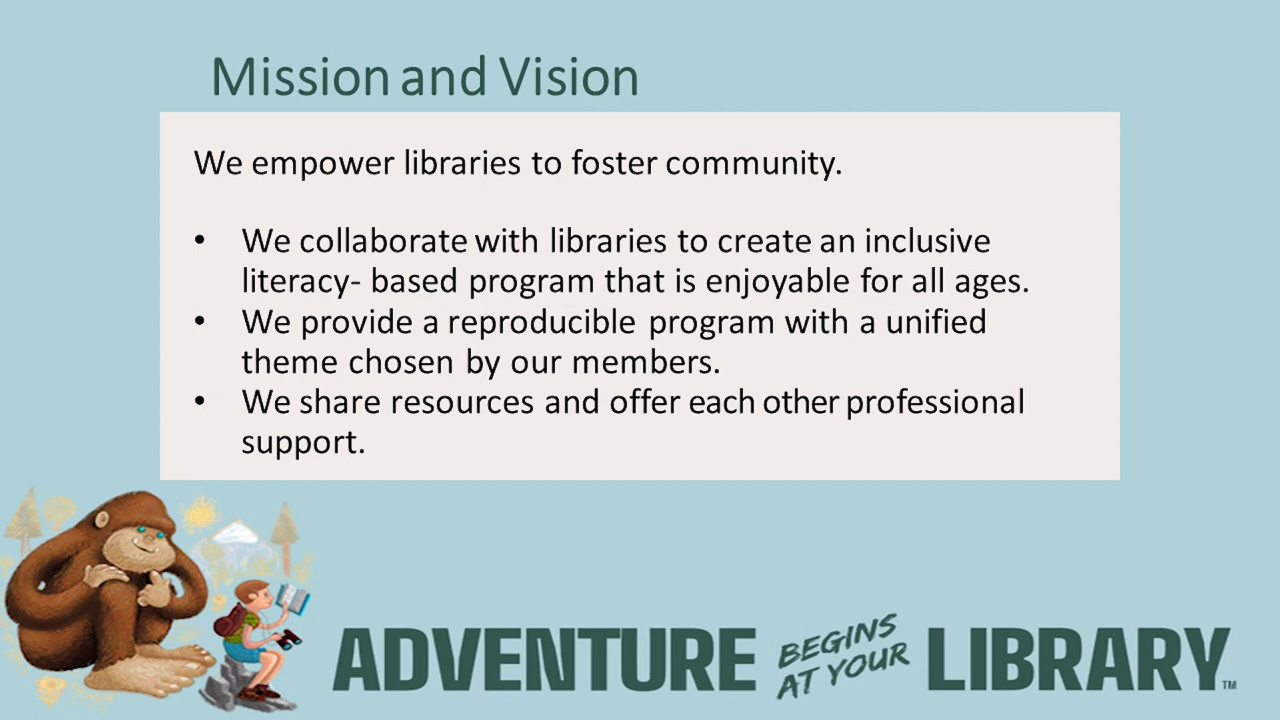 Mission and Vision
We empower libraries to foster community.
• We collaborate with libraries to create an inclusive
literacy- based program that is enjoyable for all ages.
• We provide a reproducible program with a unified
theme chosen by our members.
• We share resources and offer each other professional
support.
ADVENTURE BEGINS AT YOUR LIBRARY™